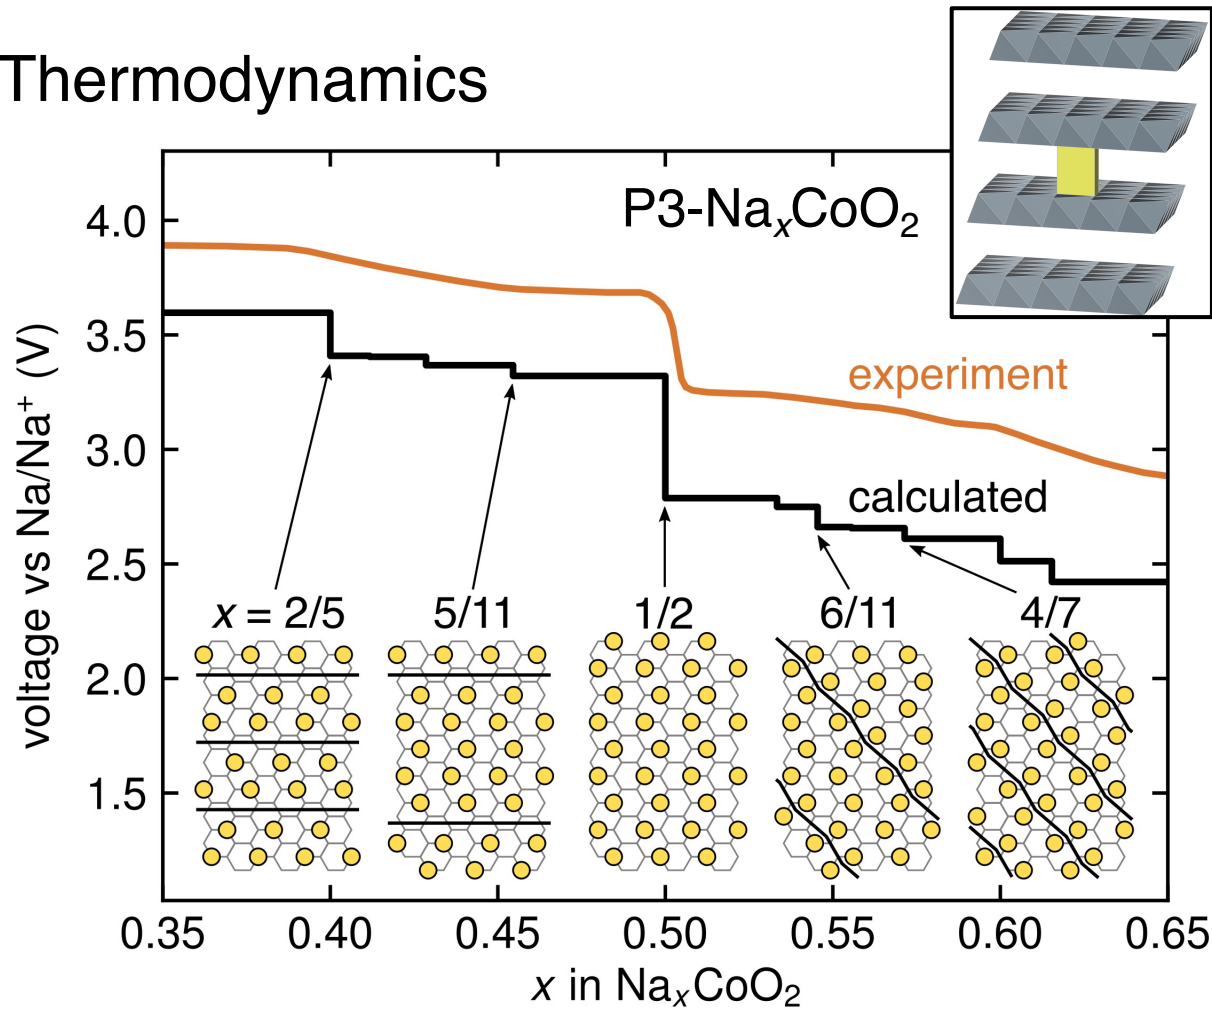 Thermodynamics
P3-NaₓCoO₂
4.0
3.5
3.0
2.5
2.0
1.5
voltage vs Na/Na⁺ (V)
experiment
calculated
x = 2/5
5/11
1/2
6/11
4/7
0.35
0.40
0.45
0.50
0.55
0.60
0.65
x in NaₓCoO₂